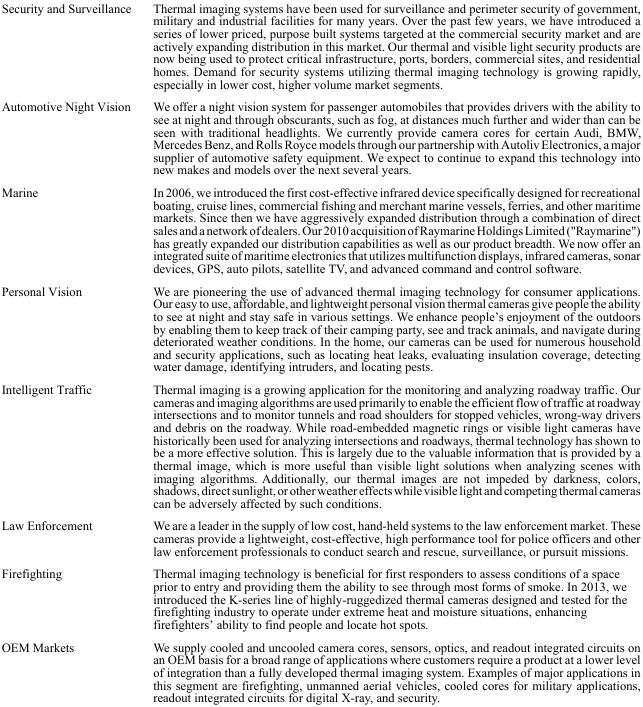 Security and Surveillance Thermal imaging systems have been used for surveillance and perimeter security of government,
military and industrial facilities for many years. Over the past few years, we have introduced a
series of lower priced, purpose built systems targeted at the commercial security market and are
actively expanding distribution in this market. Our thermal and visible light security products are
now being used to protect critical infrastructure, ports, borders, commercial sites, and residential
homes. Demand for security systems utilizing thermal imaging technology is growing rapidly,
especially in lower cost, higher volume market segments.
Automotive Night Vision We offer a night vision system for passenger automobiles that provides drivers with the ability to
see at night and through obscurants, such as fog, at distances much further and wider than can be
seen with traditional headlights. We currently provide camera cores for certain Audi, BMW,
Mercedes Benz, and Rolls Royce models through our partnership with Autoliv Electronics, a major
supplier of automotive safety equipment. We expect to continue to expand this technology into
new makes and models over the next several years.
Marine In 2006, we introduced the first cost-effective infrared device specifically designed for recreational
boating, cruise lines, commercial fishing and merchant marine vessels, ferries, and other maritime
markets. Since then we have aggressively expanded distribution through a combination of direct
sales and a network of dealers. Our 2010 acquisition of Raymarine Holdings Limited ("Raymarine")
has greatly expanded our distribution capabilities as well as our product breadth. We now offer an
integrated suite of maritime electronics that utilizes multifunction displays, infrared cameras, sonar
devices, GPS, auto pilots, satellite TV, and advanced command and control software.
Personal Vision We are pioneering the use of advanced thermal imaging technology for consumer applications.
Our easy to use, affordable, and lightweight personal vision thermal cameras give people the ability
to see at night and stay safe in various settings. We enhance people's enjoyment of the outdoors
by enabling them to keep track of their camping party, see and track animals, and navigate during
deteriorated weather conditions. In the home, our cameras can be used for numerous household
and security applications, such as locating heat leaks, evaluating insulation coverage, detecting
water damage, identifying intruders, and locating pests.
Intelligent Traffic Thermal imaging is a growing application for the monitoring and analyzing roadway traffic. Our
cameras and imaging algorithms are used primarily to enable the efficient flow of traffic at roadway
intersections and to monitor tunnels and road shoulders for stopped vehicles, wrong-way drivers
and debris on the roadway. While road-embedded magnetic rings or visible light cameras have
historically been used for analyzing intersections and roadways, thermal technology has shown to
be a more effective solution. This is largely due to the valuable information that is provided by a
thermal image, which is more useful than visible light solutions when analyzing scenes with
imaging algorithms. Additionally, our thermal images are not impeded by darkness, colors,
shadows, direct sunlight, or other weather effects while visible light and competing thermal cameras
can be adversely affected by such conditions.
Law Enforcement We are a leader in the supply of low cost, hand-held systems to the law enforcement market. These
cameras provide a lightweight, cost-effective, high performance tool for police officers and other
law enforcement professionals to conduct search and rescue, surveillance, or pursuit missions.
Firefighting Thermal imaging technology is beneficial for first responders to assess conditions of a space
prior to entry and providing them the ability to see through most forms of smoke. In 2013, we
introduced the K-series line of highly-ruggedized thermal cameras designed and tested for the
firefighting industry to operate under extreme heat and moisture situations, enhancing
firefighters' ability to find people and locate hot spots.
OEM Markets We supply cooled and uncooled camera cores, sensors, optics, and readout integrated circuits on
an OEM basis for a broad range of applications where customers require a product at a lower level
of integration than a fully developed thermal imaging system. Examples of major applications in
this segment are firefighting, unmanned aerial vehicles, cooled cores for military applications,
readout integrated circuits for digital X-ray, and security.